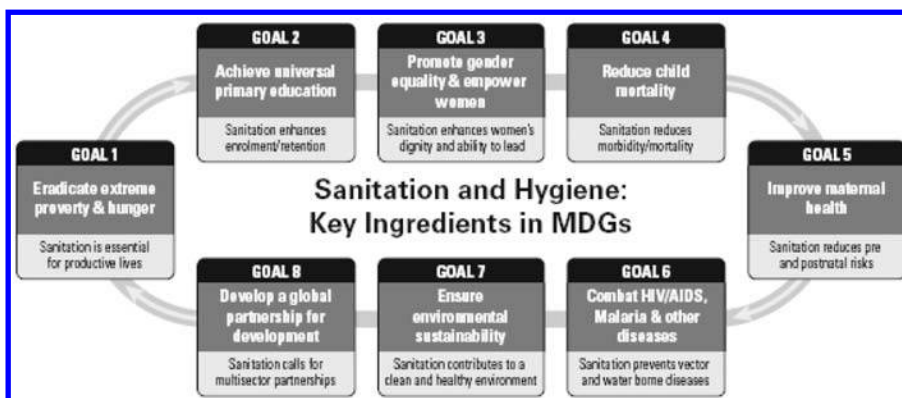 GOAL 1
Eradicate extreme
proverty & hunger
Sanitation is essential
for productive lives
GOAL 2
Achieve universal
primary education
Sanitation enhances
enrolment/retention
GOAL 3
Promote gender
equality & empower
women
Sanitation enhances women's
dignity and ability to lead
GOAL 4
Reduce child
mortality
Sanitation reduces
morbidity/mortality
GOAL 5
Improve maternal
health
Sanitation reduces pre
and postnatal risks
Sanitation and Hygiene:
Key Ingredients in MDGs
GOAL 8
Develop a global
partnership for
development
Sanitation calls for
multisector partnerships
GOAL 7
Ensure
environmental
sustainability
Sanitation contributes to a
clean and healthy environment
GOAL 6
Combat HIV/AIDS,
Malaria & other
diseases
Sanitation prevents vector
and water borne diseases